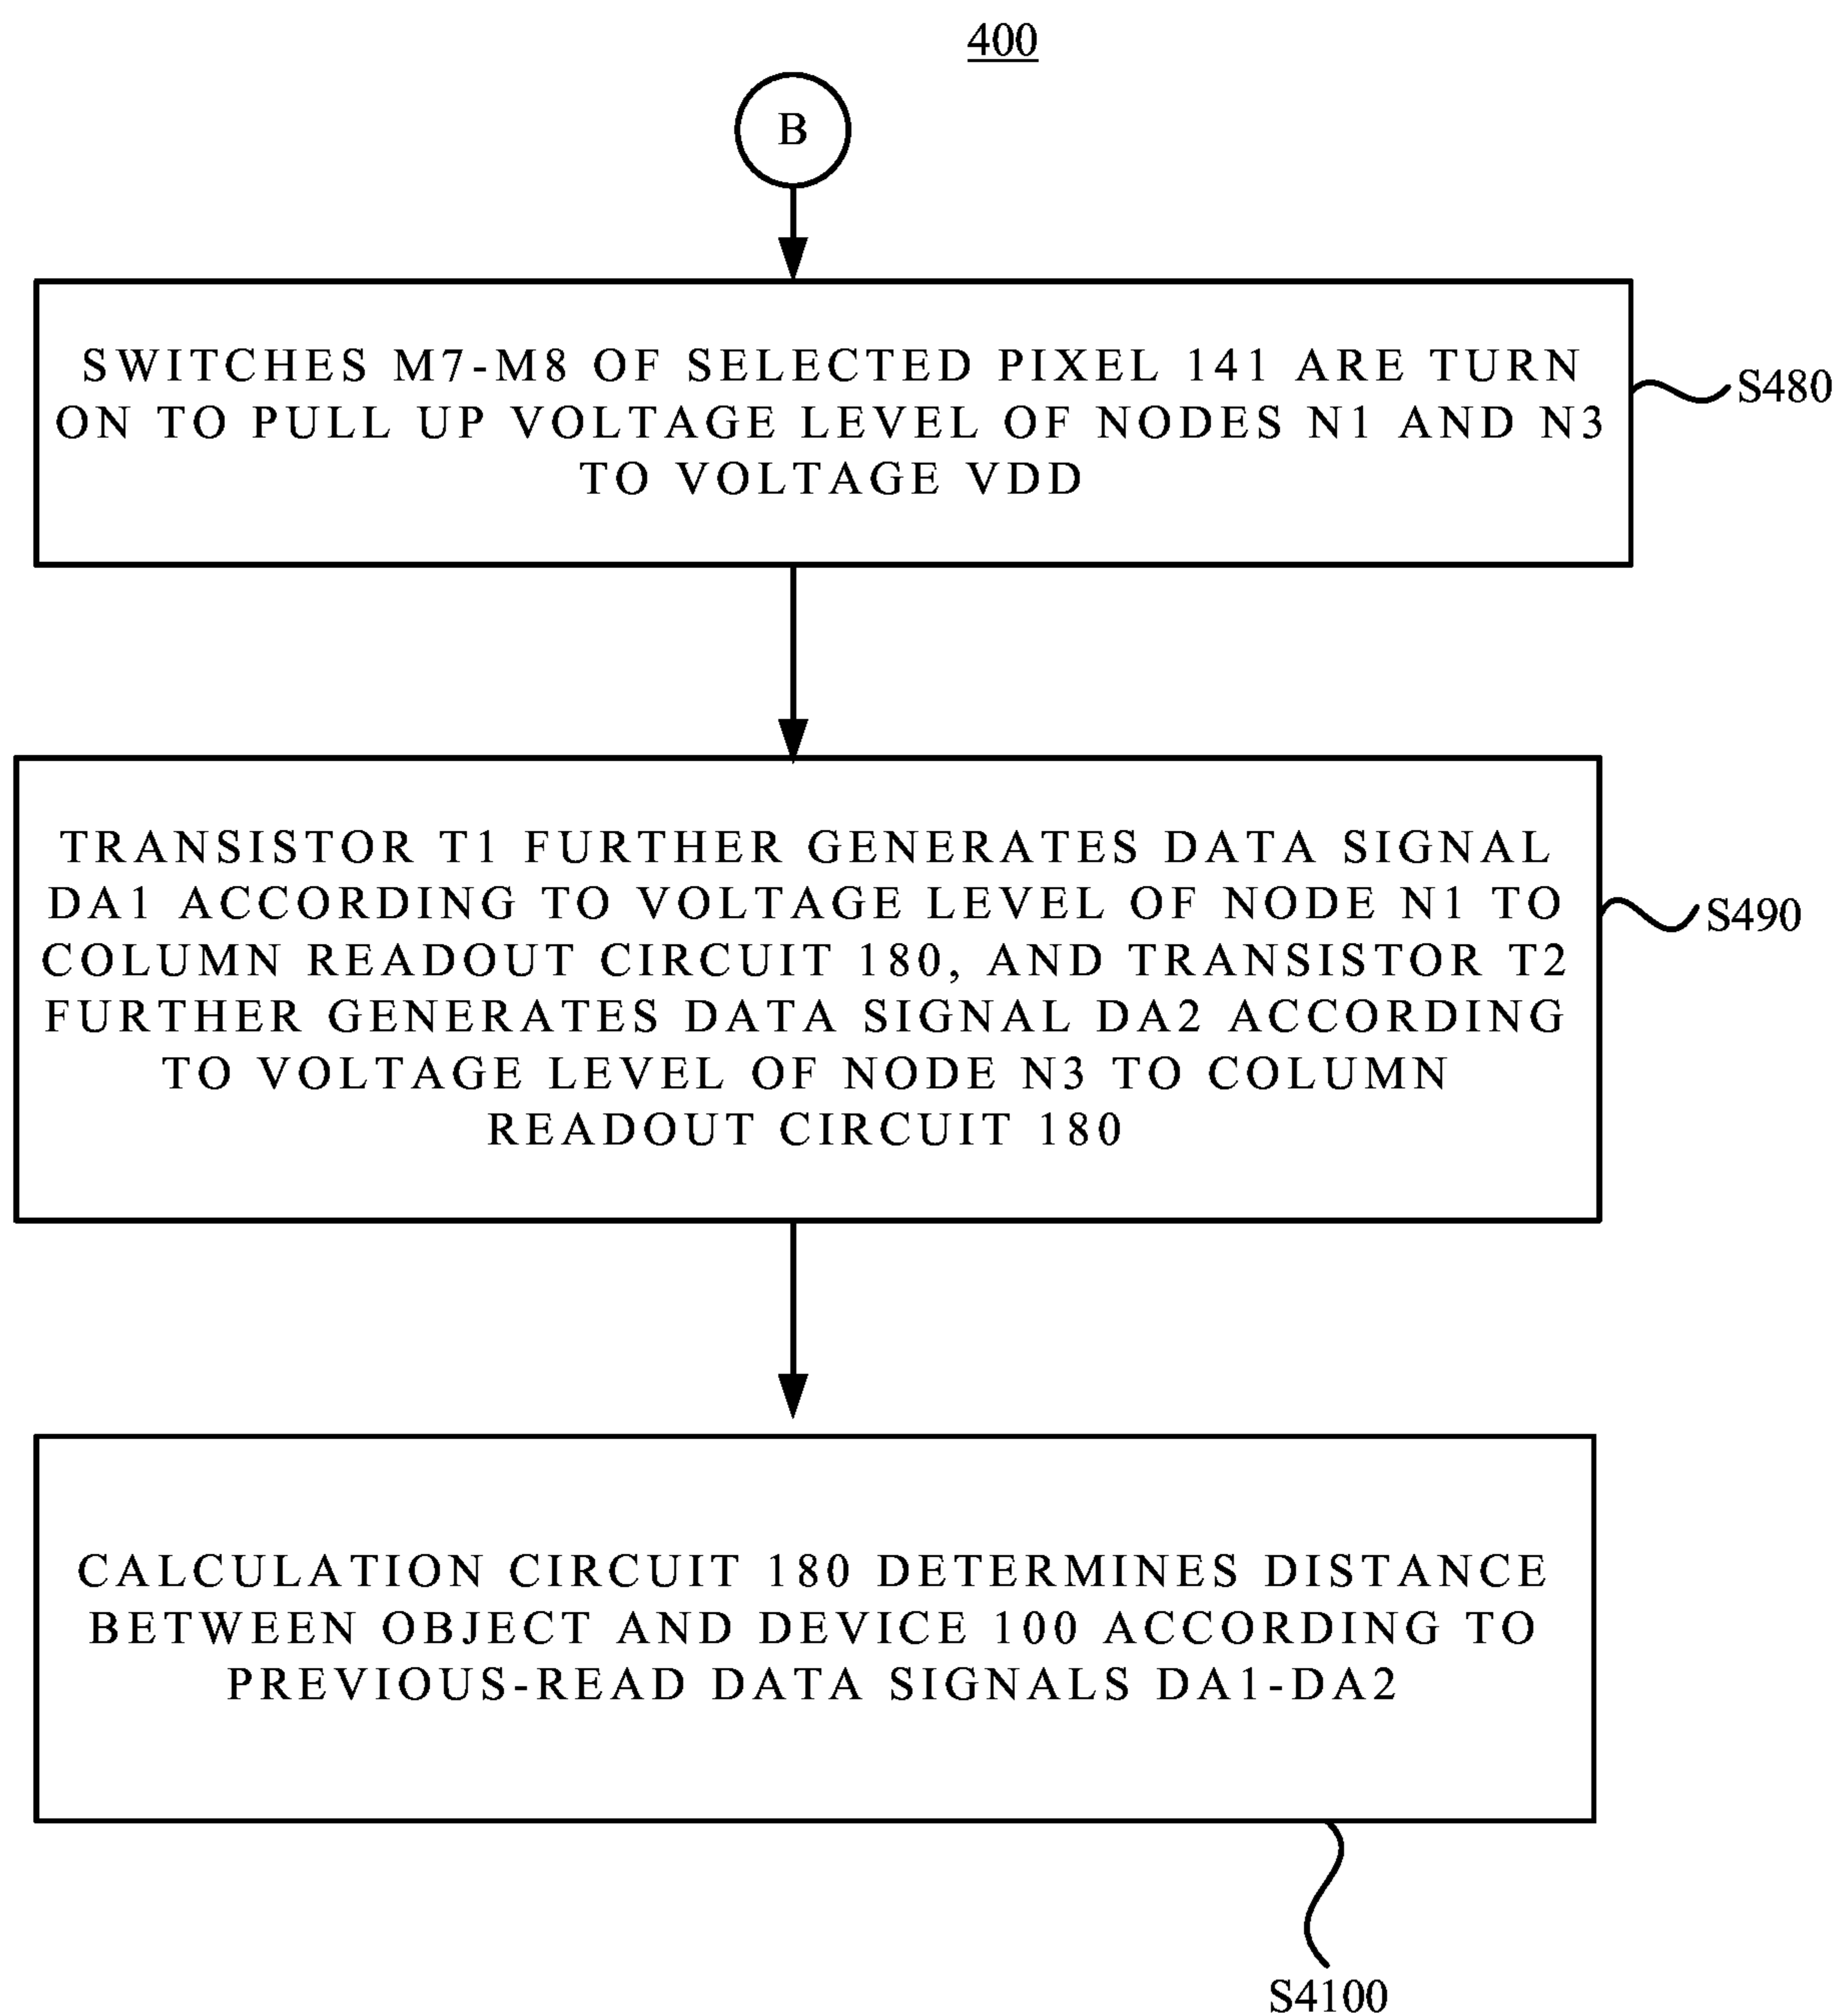 400
B
SWITCHES M7-M8 OF SELECTED PIXEL 141 ARE TURN
ON TO PULL UP VOLTAGE LEVEL OF NODES N1 AND N3
TO VOLTAGE VDD
S480
TRANSISTOR T1 FURTHER GENERATES DATA SIGNAL
DA1 ACCORDING TO VOLTAGE LEVEL OF NODE N1 TO
COLUMN READOUT CIRCUIT 180, AND TRANSISTOR T2
FURTHER GENERATES DATA SIGNAL DA2 ACCORDING
TO VOLTAGE LEVEL OF NODE N3 TO COLUMN
READOUT CIRCUIT 180
S490
CALCULATION CIRCUIT 180 DETERMINES DISTANCE
BETWEEN OBJECT AND DEVICE 100 ACCORDING TO
PREVIOUS-READ DATA SIGNALS DA1-DA2
S4100